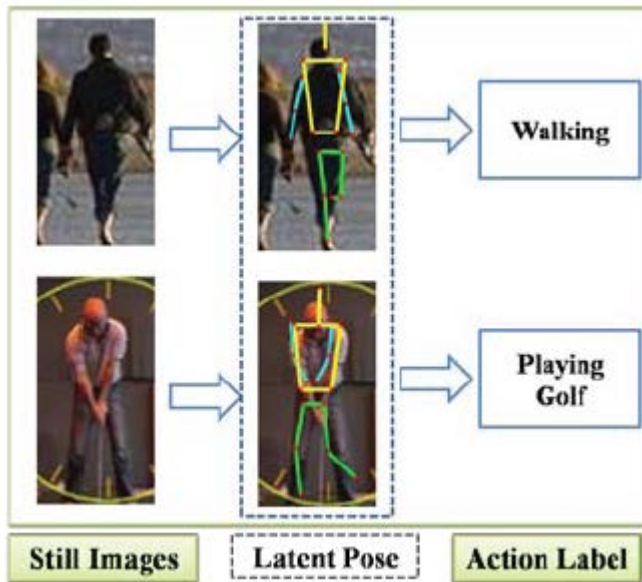 Walking
Playing
Golf
Still Images
Latent Pose
Action Label